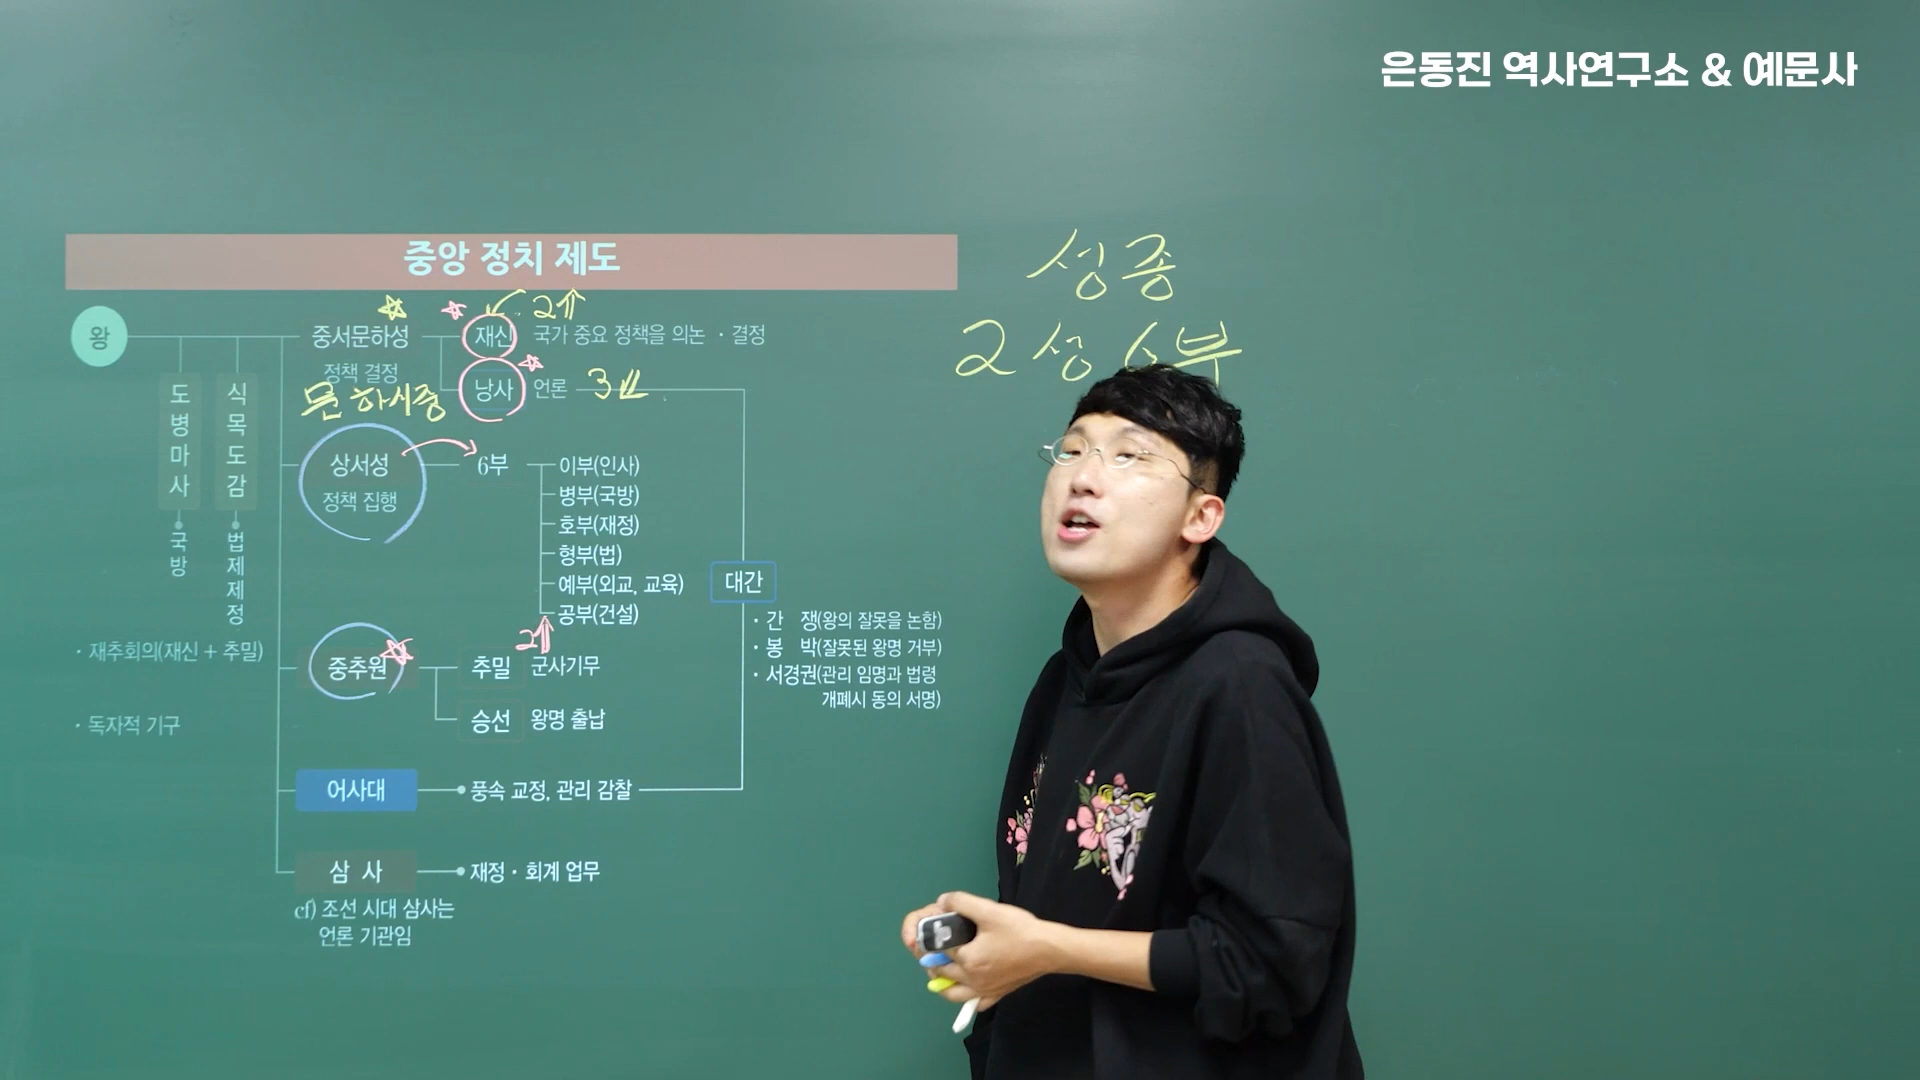 은동진 역사연구소 & 예문사
성종
2성 6부
중앙 정치 제도
왕
중서문하성
정책 결정
문하시중
재신 국가 중요 정책을 의논 · 결정
2↑
낭사 언론 3↓
도병마사
국방
식목도감
법제제정
상서성
정책 집행
6부
이부(인사)
병부(국방)
호부(재정)
형부(법)
예부(외교, 교육)
공부(건설)
대간
· 간 쟁(왕의 잘못을 논함)
· 봉 박(잘못된 왕명 거부)
· 서경권(관리 임명과 법령
개폐시 동의 서명)
· 재추회의(재신 + 추밀)
· 독자적 기구
중추원
2↑
추밀 군사기무
승선 왕명 출납
어사대 풍속 교정, 관리 감찰
삼 사 재정 · 회계 업무
cf) 조선 시대 삼사는
언론 기관임